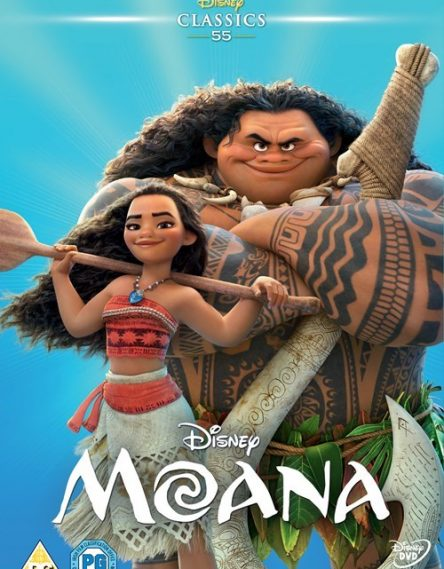 Disney
CLASSICS
55
Disney
MOANA
PG
Disney
DVD